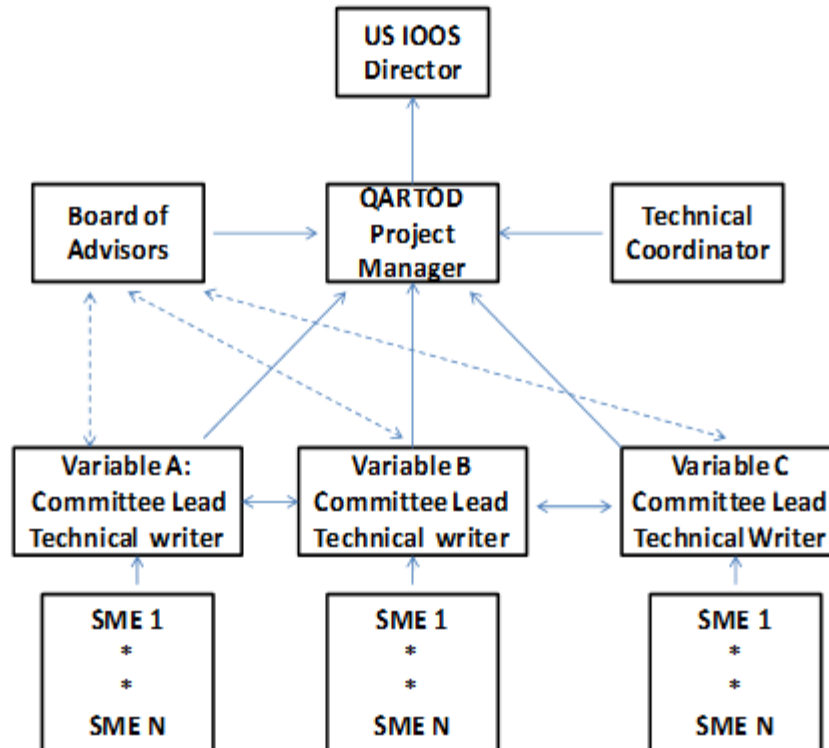 US IOOS
Director
Board of
Advisors
QARTOD
Project
Manager
Technical
Coordinator
Variable A:
Committee Lead
Technical writer
Variable B
Committee Lead
Technical writer
Variable C
Committee Lead
Technical Writer
SME 1
*
*
SME N
SME 1
*
*
SME N
SME 1
*
*
SME N